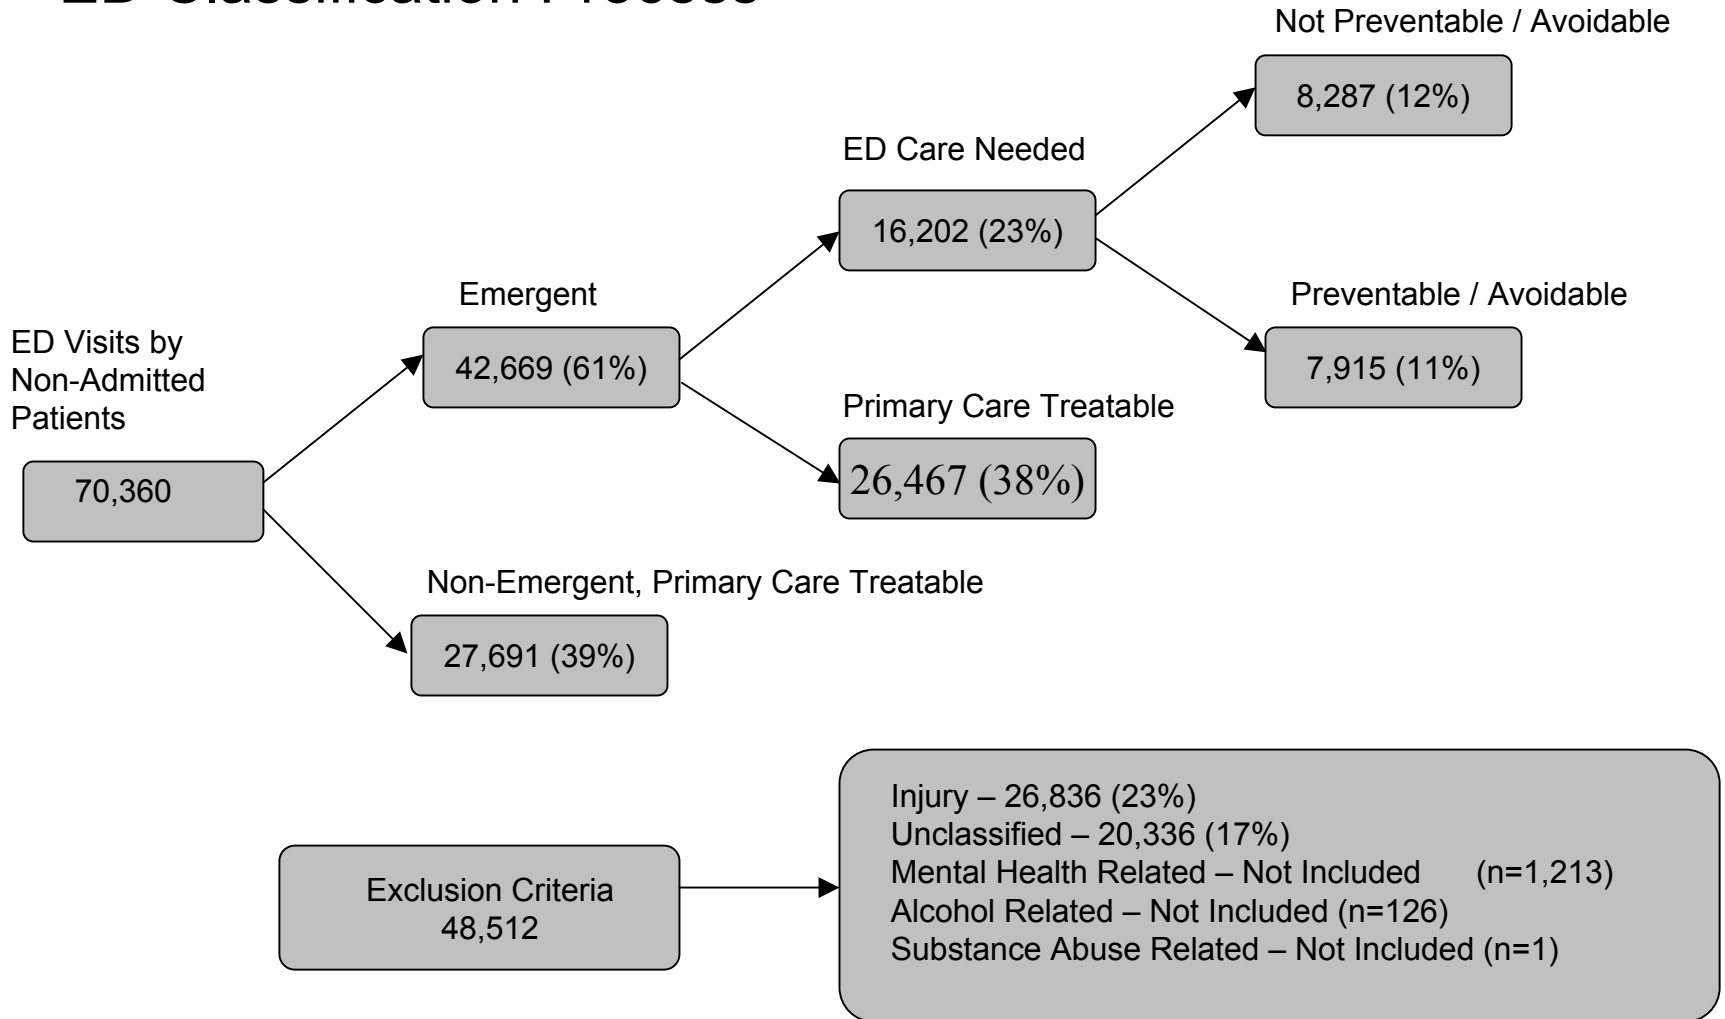 ED Classification Process
Not Preventable / Avoidable
8,287 (12%)
ED Care Needed
16,202 (23%)
Emergent
42,669 (61%)
Preventable / Avoidable
7,915 (11%)
ED Visits by
Non-Admitted
Patients
70,360
Primary Care Treatable
26,467 (38%)
Non-Emergent, Primary Care Treatable
27,691 (39%)
Exclusion Criteria
48,512
Injury – 26,836 (23%)
Unclassified – 20,336 (17%)
Mental Health Related – Not Included (n=1,213)
Alcohol Related – Not Included (n=126)
Substance Abuse Related – Not Included (n=1)